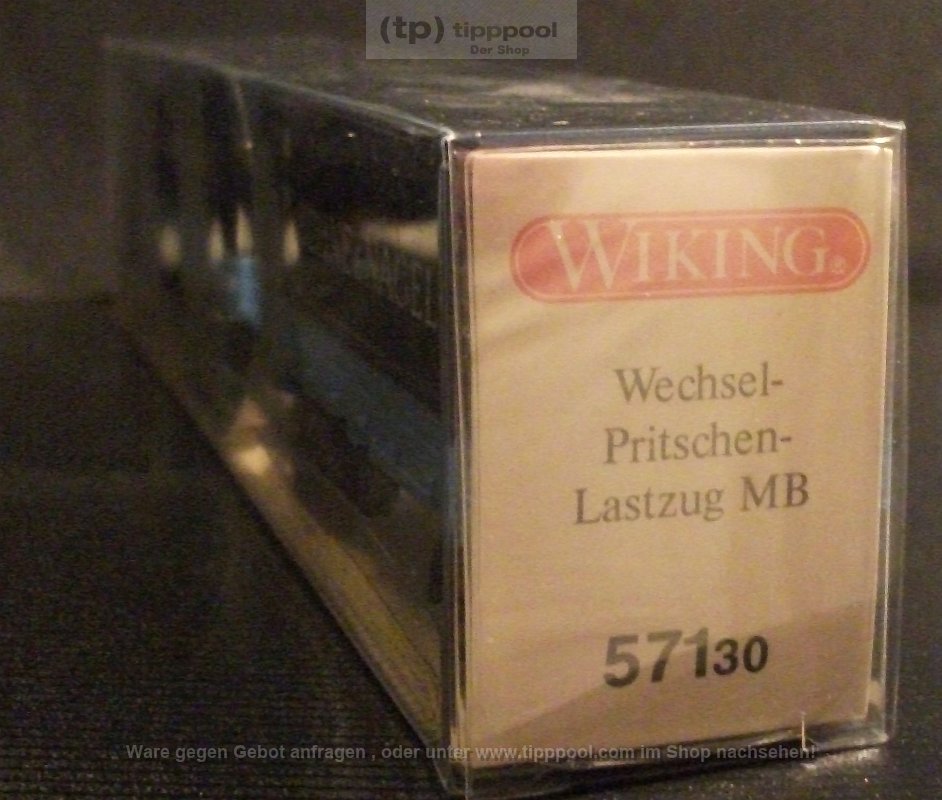 (tp) tipppool
Der Shop
WIKING®
Wechsel-
Pritschen-
Lastzug MB
57130
Ware gegen Gebot anfragen , oder unter www.tipppool.com im Shop nachsehen!